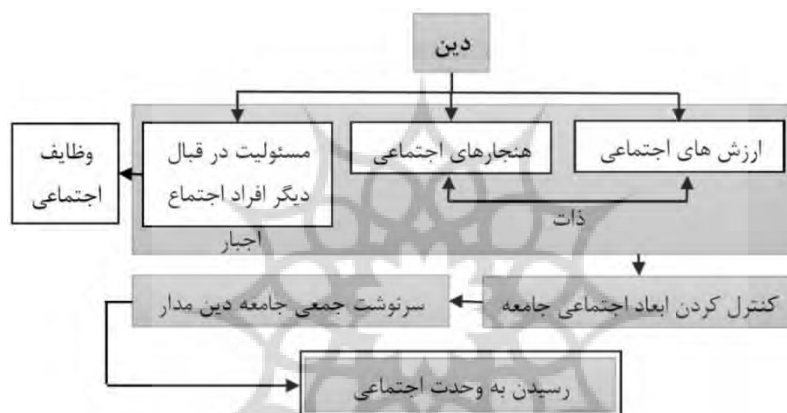 دین
ارزش های اجتماعی
هنجارهای اجتماعی
مسئولیت در قبال
دیگر افراد اجتماع
وظایف
اجتماعی
ذات
اجبار
کنترل کردن ابعاد اجتماعی جامعه
سرنوشت جمعی جامعه دین مدار
رسیدن به وحدت اجتماعی